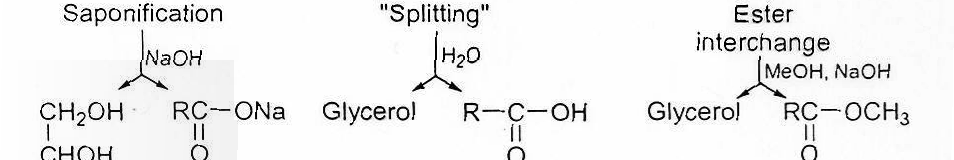 Saponification
NaOH
CH₂OH
RC–ONa
CHOH
O
"Splitting"
H₂O
Glycerol
R–C–OH
O
Ester
interchange
MeOH, NaOH
Glycerol
RC–OCH₃
O